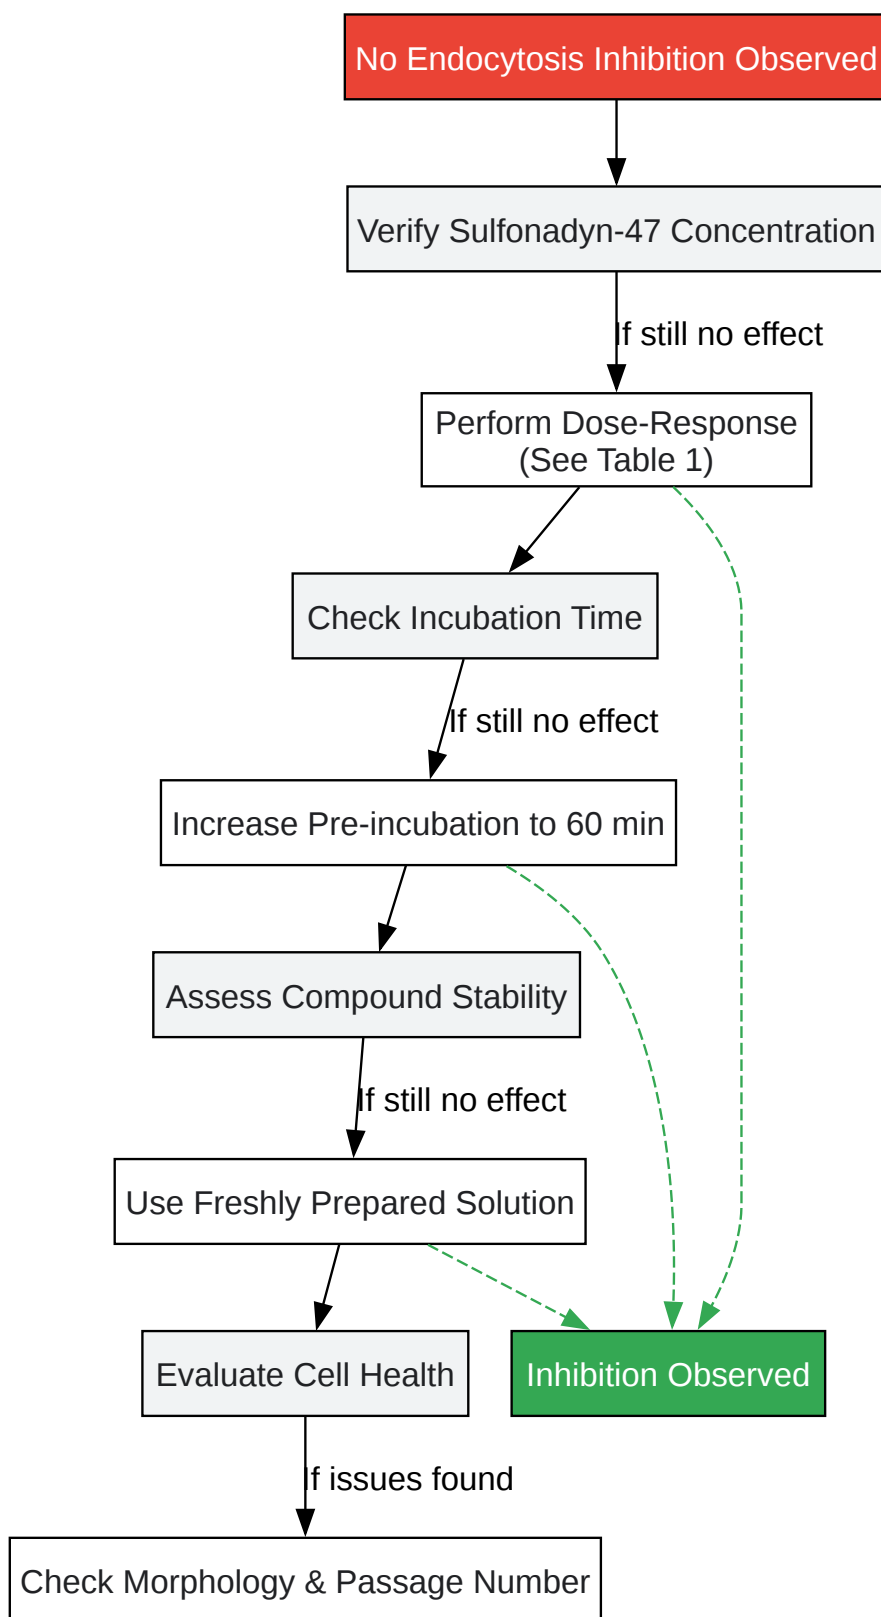 No Endocytosis Inhibition Observed
Verify Sulfonadyn-47 Concentration
If still no effect
Perform Dose-Response
(See Table 1)
Check Incubation Time
If still no effect
Increase Pre-incubation to 60 min
Assess Compound Stability
If still no effect
Use Freshly Prepared Solution
Evaluate Cell Health
Inhibition Observed
If issues found
Check Morphology & Passage Number